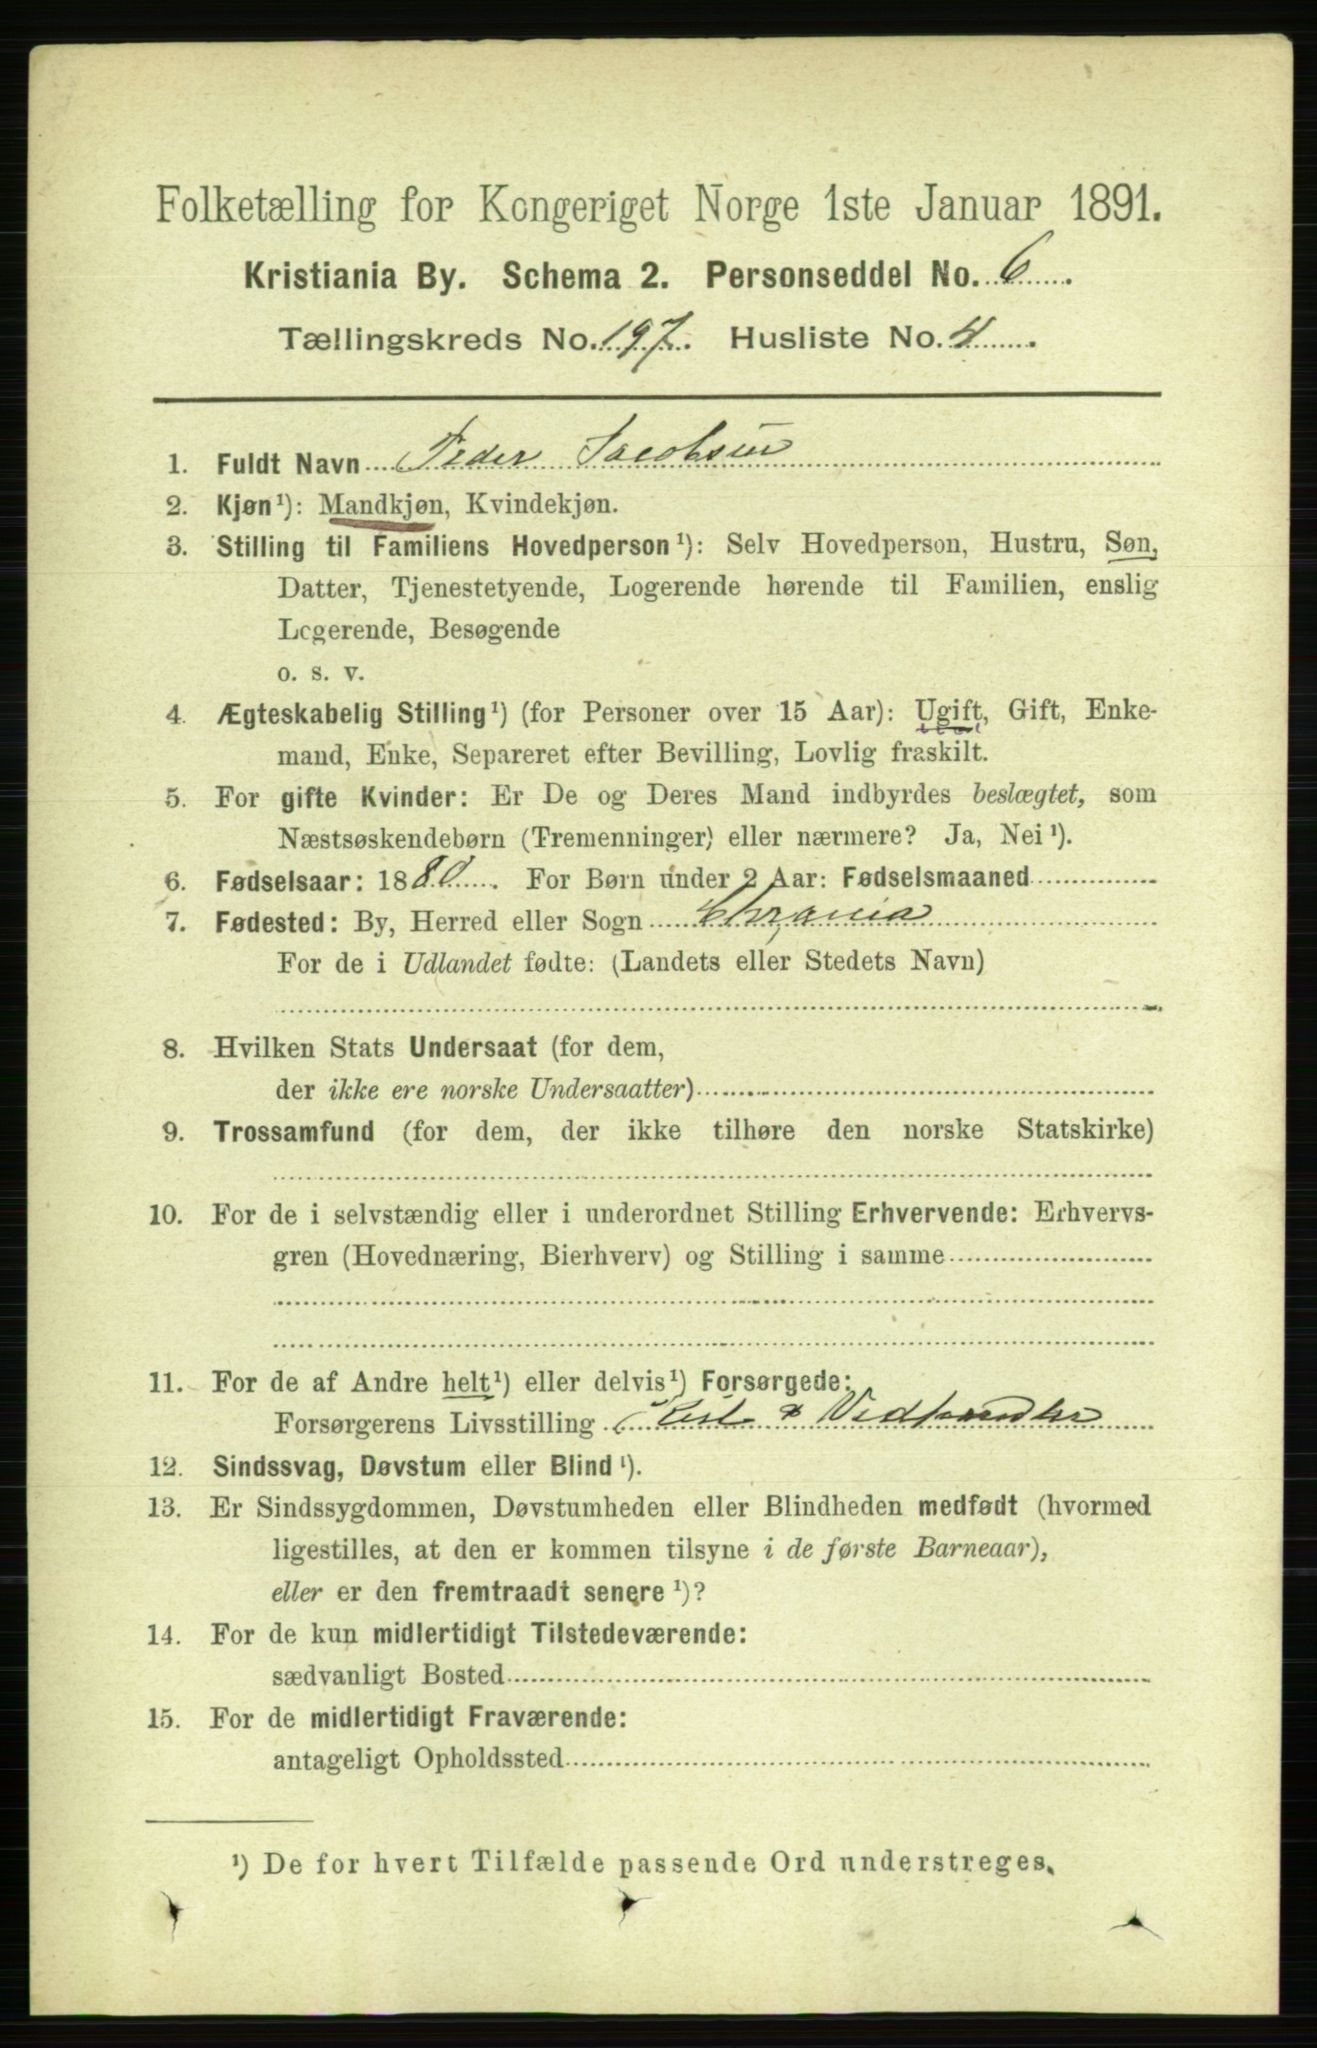 Folketælling for Kongeriget Norge 1ste Januar 1891.
Kristiania By. Schema 2. Personseddel No. 6
Tællingskreds No. 197. Husliste No. 4
1. Fuldt Navn Peder Jacobsen
2. Kjøn¹): Mandkjøn, Kvindekjøn.
3. Stilling til Familiens Hovedperson¹): Selv Hovedperson, Hustru, Søn,
Datter, Tjenestetyende, Logerende hørende til Familien, enslig
Logerende, Besøgende
o. s. v.
4. Ægteskabelig Stilling¹) (for Personer over 15 Aar): Ugift, Gift, Enke-
mand, Enke, Separeret efter Bevilling, Lovlig fraskilt.
5. For gifte Kvinder: Er De og Deres Mand indbyrdes beslægtet, som
Næstsøskendebørn (Tremenninger) eller nærmere? Ja, Nei¹).
6. Fødselsaar: 1880. For Børn under 2 Aar: Fødselsmaaned
7. Fødested: By, Herred eller Sogn Chrania
For de i Udlandet fødte: (Landets eller Stedets Navn)
8. Hvilken Stats Undersaat (for dem,
der ikke ere norske Undersaatter)
9. Trossamfund (for dem, der ikke tilhøre den norske Statskirke)
10. For de i selvstændig eller i underordnet Stilling Erhvervende: Erhvervs-
gren (Hovednæring, Bierhverv) og Stilling i samme
11. For de af Andre helt¹) eller delvis¹) Forsørgede:
Forsørgerens Livsstilling & Vedhandler
12. Sindssvag, Døvstum eller Blind¹).
13. Er Sindssygdommen, Døvstumheden eller Blindheden medfødt (hvormed
ligestilles, at den er kommen tilsyne i de første Barneaar),
eller er den fremtraadt senere¹)?
14. For de kun midlertidigt Tilstedeværende:
sædvanligt Bosted
15. For de midlertidigt Fraværende:
antageligt Opholdssted
¹) De for hvert Tilfælde passende Ord understreges.